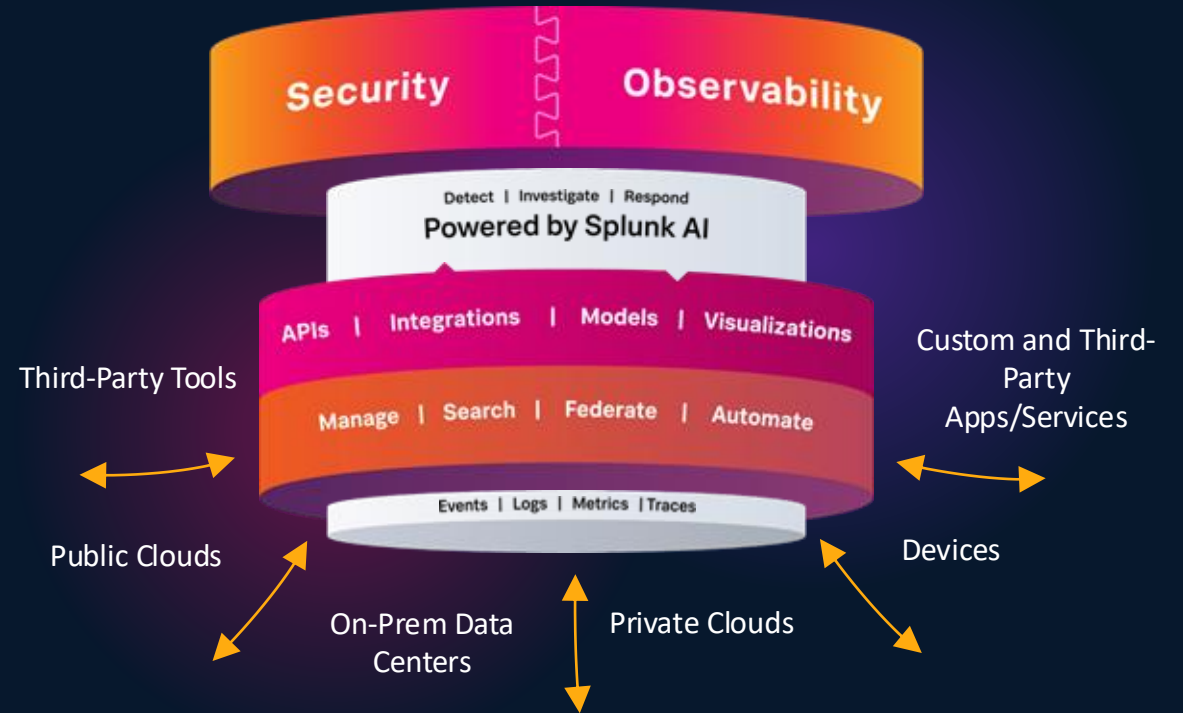 Security
Observability
Detect | Investigate | Respond
Powered by Splunk AI
APIs | Integrations | Models | Visualizations
Manage | Search | Federate | Automate
Events | Logs | Metrics | Traces
Third-Party Tools
Custom and Third-
Party
Apps/Services
Public Clouds
Devices
On-Prem Data
Centers
Private Clouds